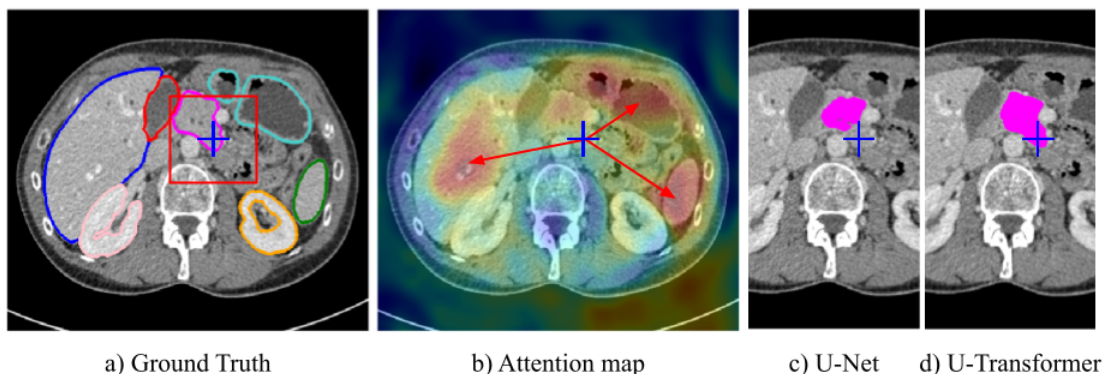 a) Ground Truth
b) Attention map
c) U-Net
d) U-Transformer